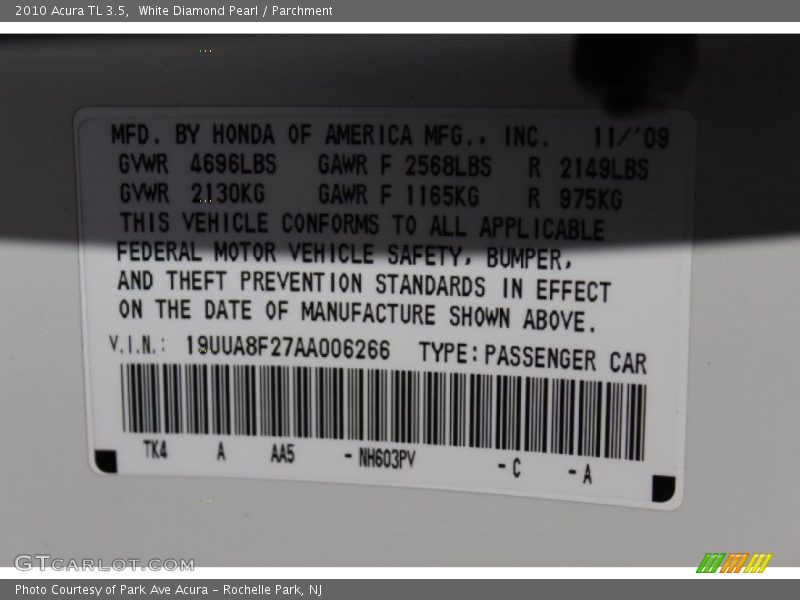 2010 Acura TL 3.5,  White Diamond Pearl / Parchment
MFD. BY HONDA OF AMERICA MFG., INC.  11/'09
GVWR 4696LBS GAWR F 2568LBS R 2149LBS
GVWR 2130KG GAWR F 1165KG R 975KG
THIS VEHICLE CONFORMS TO ALL APPLICABLE
FEDERAL MOTOR VEHICLE SAFETY, BUMPER,
AND THEFT PREVENTION STANDARDS IN EFFECT
ON THE DATE OF MANUFACTURE SHOWN ABOVE.
V.I.N.: 19UUA8F27AA006266 TYPE:PASSENGER CAR
TK4 A AA5 -NH603PV -C -A
GTCARLOT.COM
Photo Courtesy of Park Ave Acura - Rochelle Park, NJ